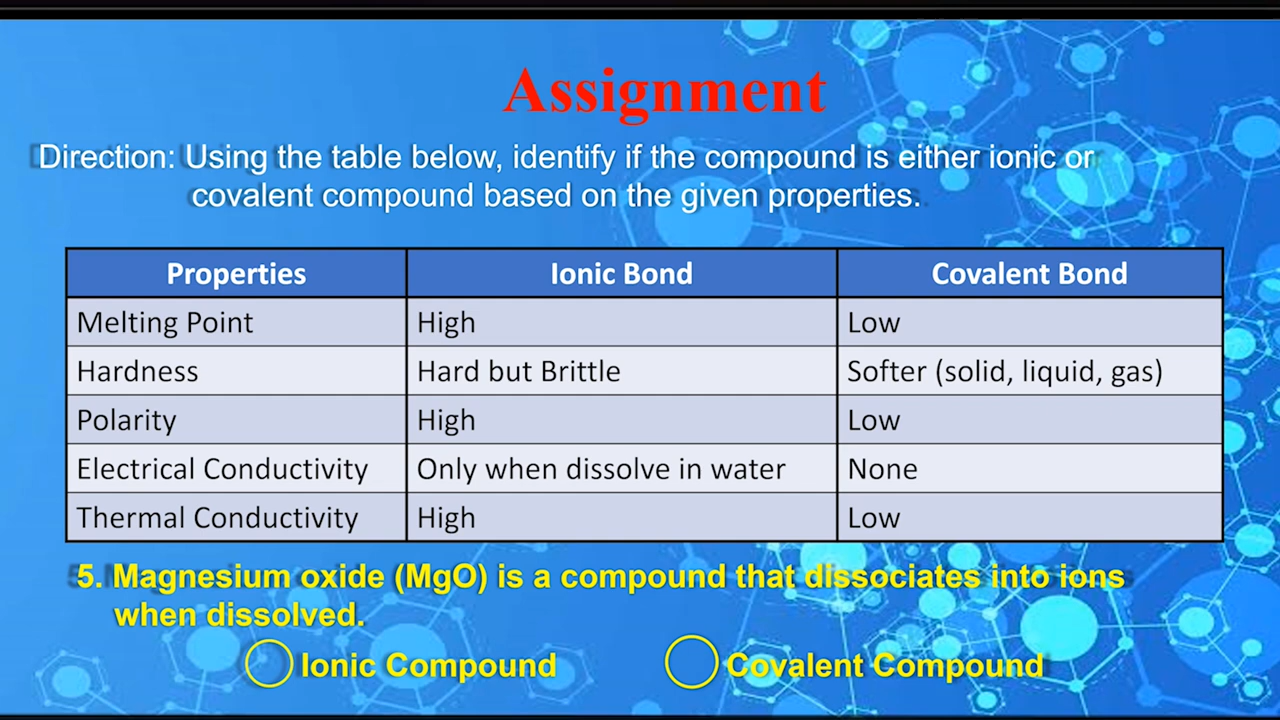 Assignment
Direction: Using the table below, identify if the compound is either ionic or
covalent compound based on the given properties.
Properties Ionic Bond Covalent Bond
Melting Point High Low
Hardness Hard but Brittle Softer (solid, liquid, gas)
Polarity High Low
Electrical Conductivity Only when dissolve in water None
Thermal Conductivity High Low
5. Magnesium oxide (MgO) is a compound that dissociates into ions
when dissolved.
Ionic Compound Covalent Compound